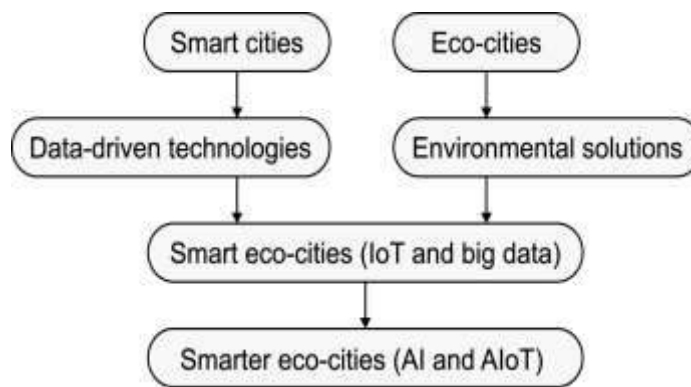 Smart cities
Eco-cities
Data-driven technologies
Environmental solutions
Smart eco-cities (IoT and big data)
Smarter eco-cities (AI and AIoT)